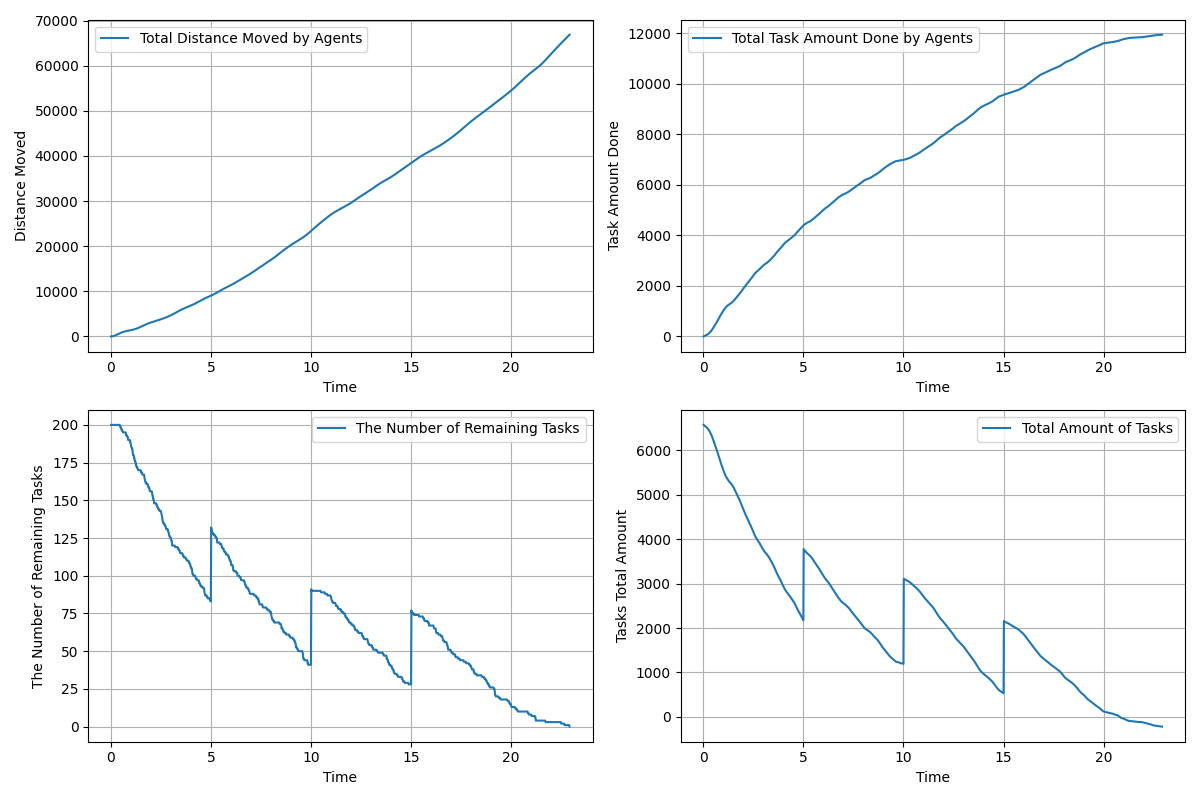 Total Distance Moved by Agents
Distance Moved
70000
60000
50000
40000
30000
20000
10000
0
0 5 10 15 20
Time
Total Task Amount Done by Agents
Task Amount Done
12000
10000
8000
6000
4000
2000
0
0 5 10 15 20
Time
The Number of Remaining Tasks
The Number of Remaining Tasks
200
175
150
125
100
75
50
25
0
0 5 10 15 20
Time
Total Amount of Tasks
Tasks Total Amount
6000
5000
4000
3000
2000
1000
0
0 5 10 15 20
Time